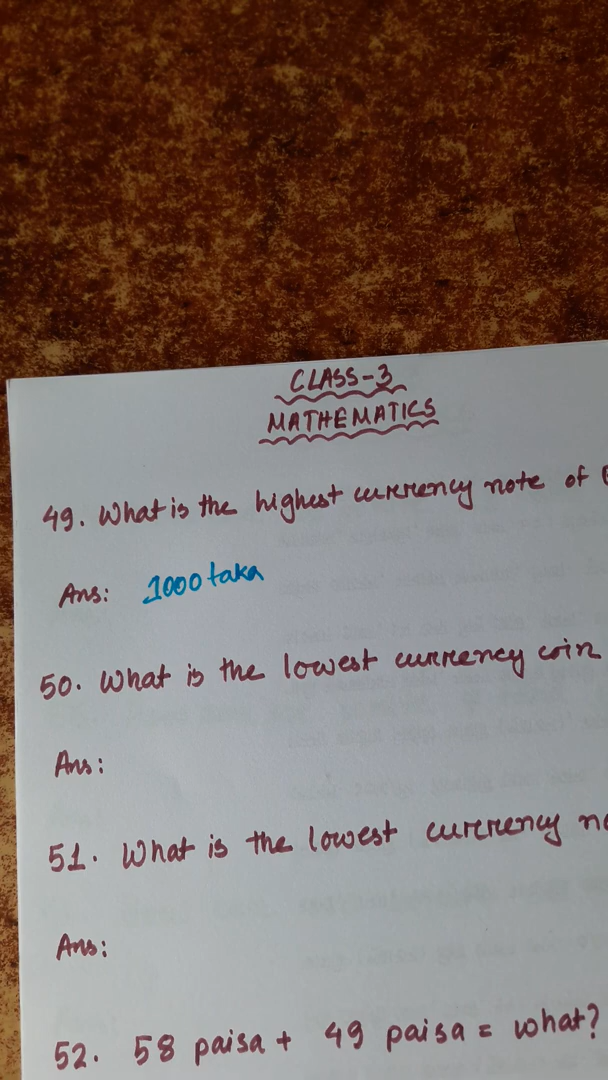 CLASS-3
MATHEMATICS
49. What is the highest currency note of
Ans: 1000 taka
50. What is the lowest currency coin
Ans:
51. What is the lowest currency
Ans:
52. 58 paisa + 49 paisa = what?